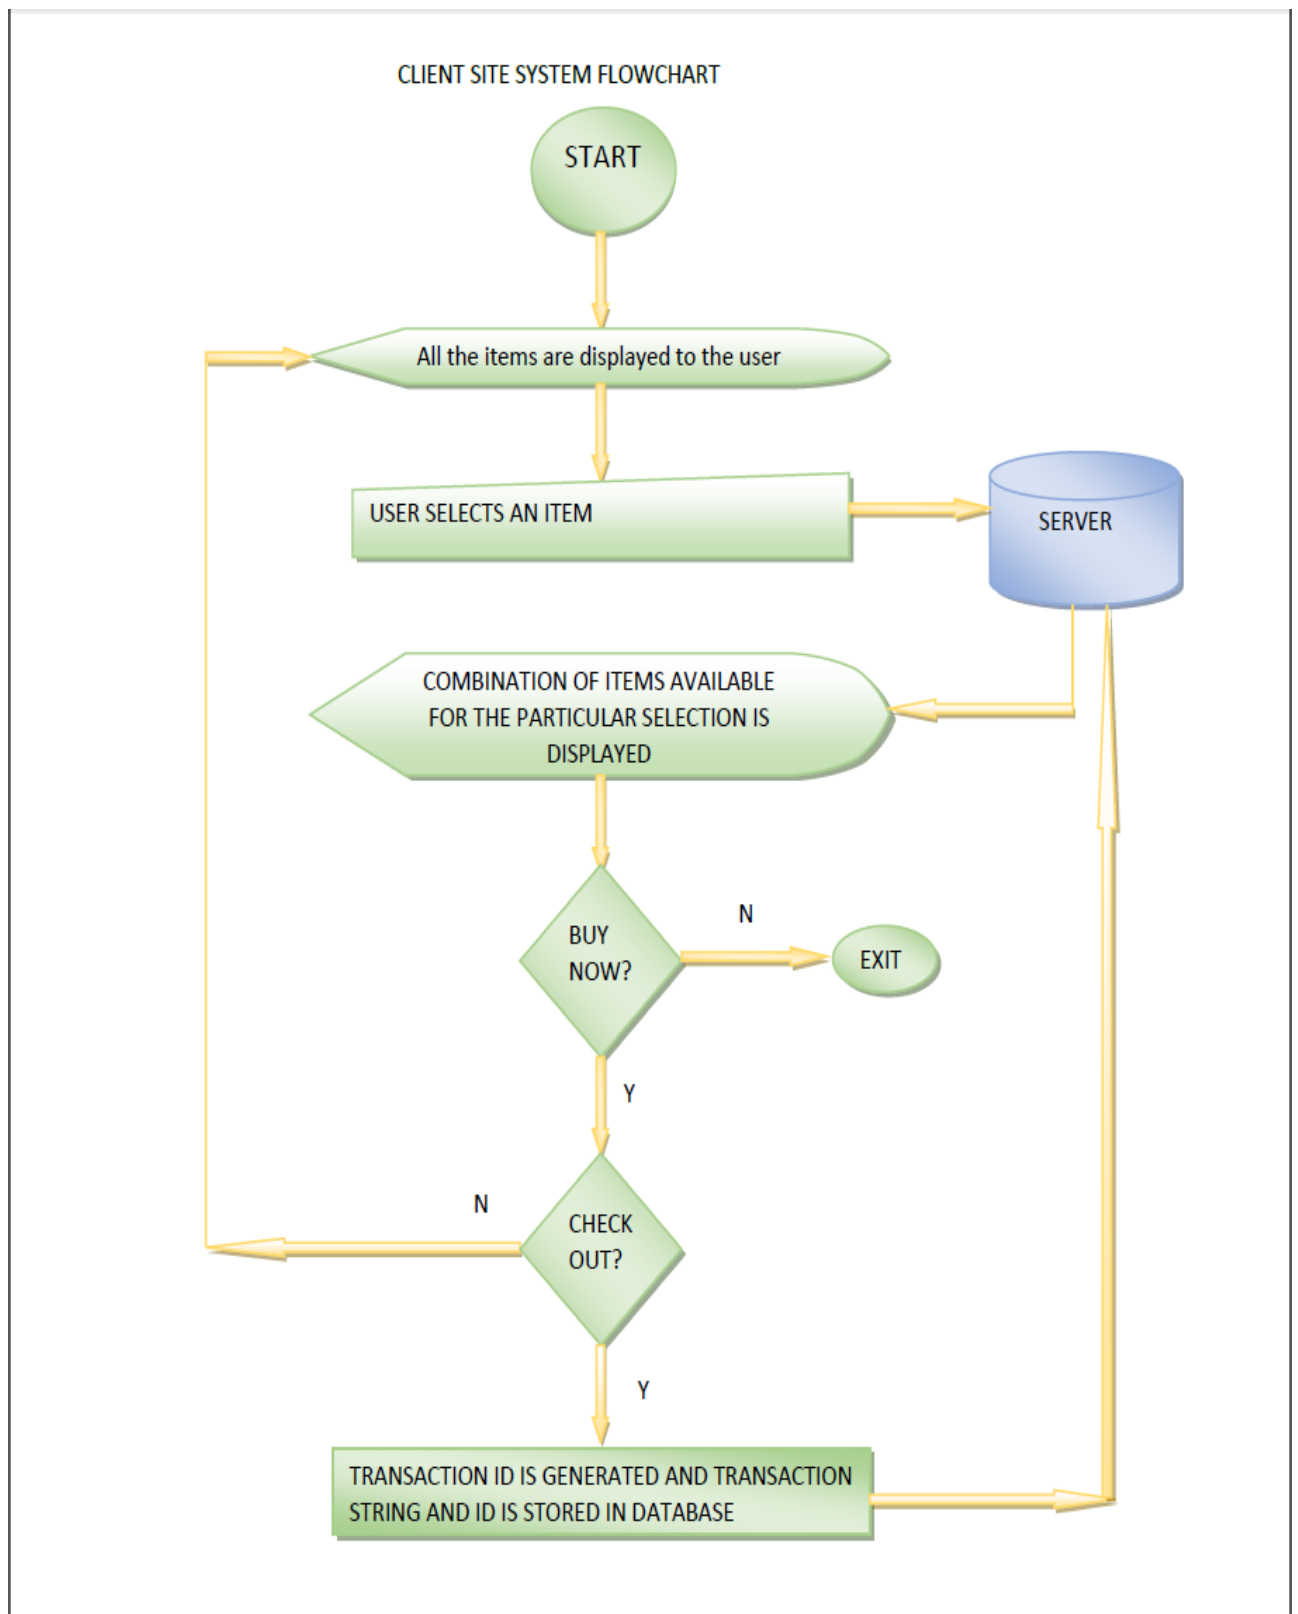 CLIENT SITE SYSTEM FLOWCHART
START
All the items are displayed to the user
USER SELECTS AN ITEM
SERVER
COMBINATION OF ITEMS AVAILABLE
FOR THE PARTICULAR SELECTION IS
DISPLAYED
BUY
NOW?
N
EXIT
Y
CHECK
OUT?
N
Y
TRANSACTION ID IS GENERATED AND TRANSACTION
STRING AND ID IS STORED IN DATABASE